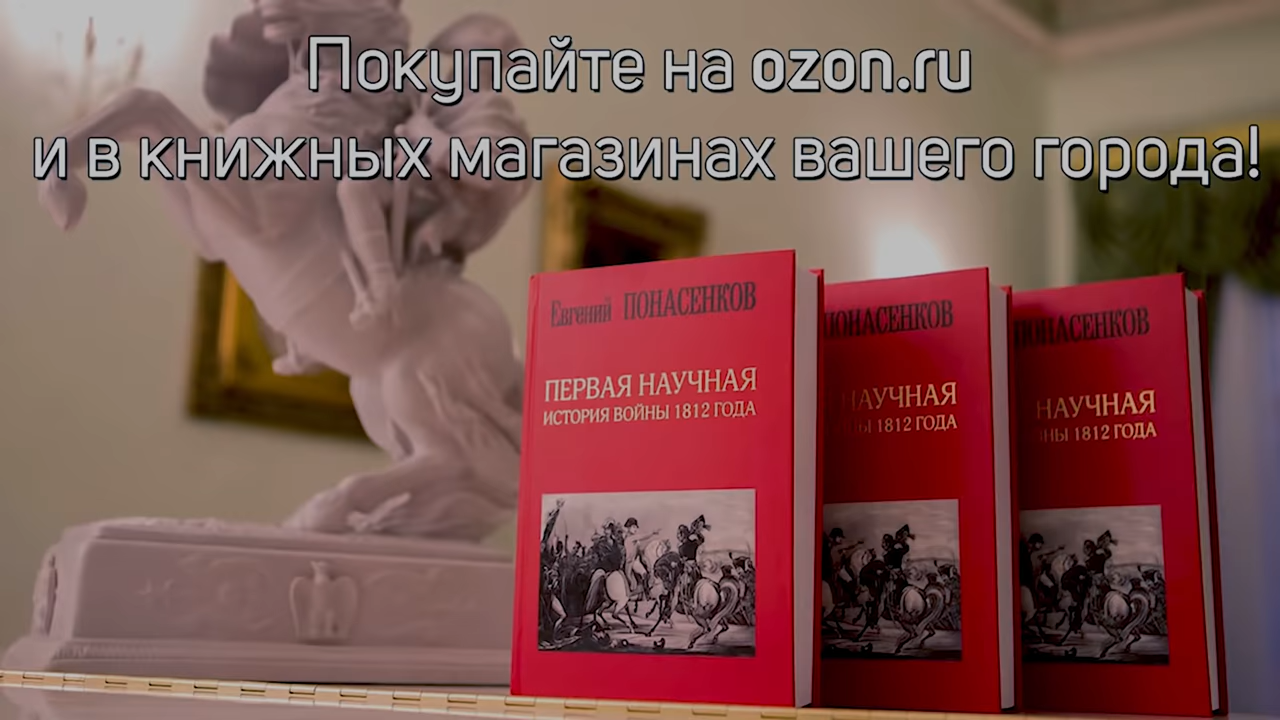 Покупайте на ozon.ru
и в книжных магазинах вашего города!
Евгений ПОНАСЕНКОВ
ПЕРВАЯ НАУЧНАЯ
ИСТОРИЯ ВОЙНЫ 1812 ГОДА
ПОНАСЕНКОВ
НАУЧНАЯ
1812 ГОДА
ПОНАСЕНКОВ
НАУЧНАЯ
1812 ГОДА